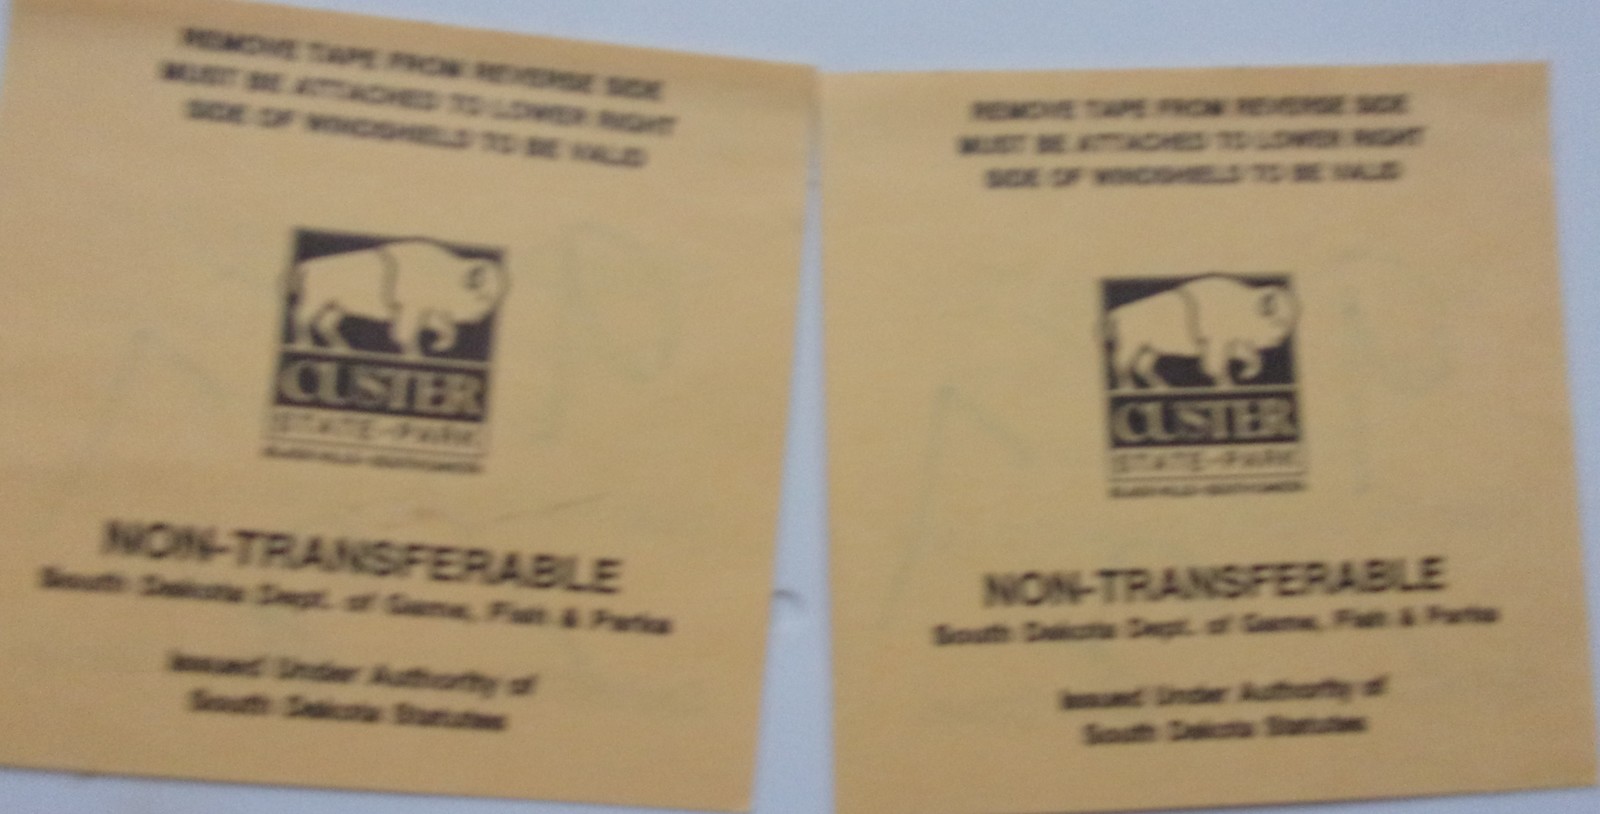 REMOVE TAPE FROM REVERSE SIDE
MUST BE ATTACHED TO LOWER RIGHT
SIDE OF WINDSHIELD TO BE VALID
CUSTER
STATE-PARK
NON-TRANSFERABLE
South Dakota Dept. of Game, Fish & Parks
Issued Under Authority of
South Dakota Statutes
REMOVE TAPE FROM REVERSE SIDE
MUST BE ATTACHED TO LOWER RIGHT
SIDE OF WINDSHIELD TO BE VALID
CUSTER
STATE-PARK
NON-TRANSFERABLE
South Dakota Dept. of Game, Fish & Parks
Issued Under Authority of
South Dakota Statutes